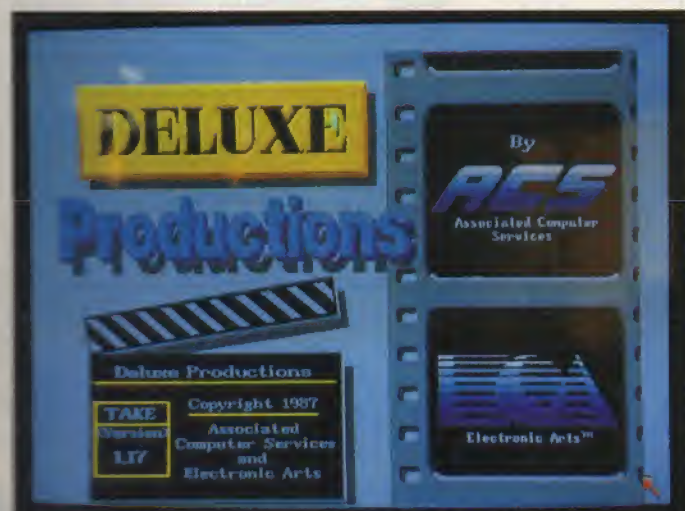 DELUXE
Productions
By
ACS
Associated Computer
Services
Deluxe Productions
TAKE
(Version)
1.17
Copyright 1987
Associated
Computer Services
and
Electronic Arts
Electronic Arts™